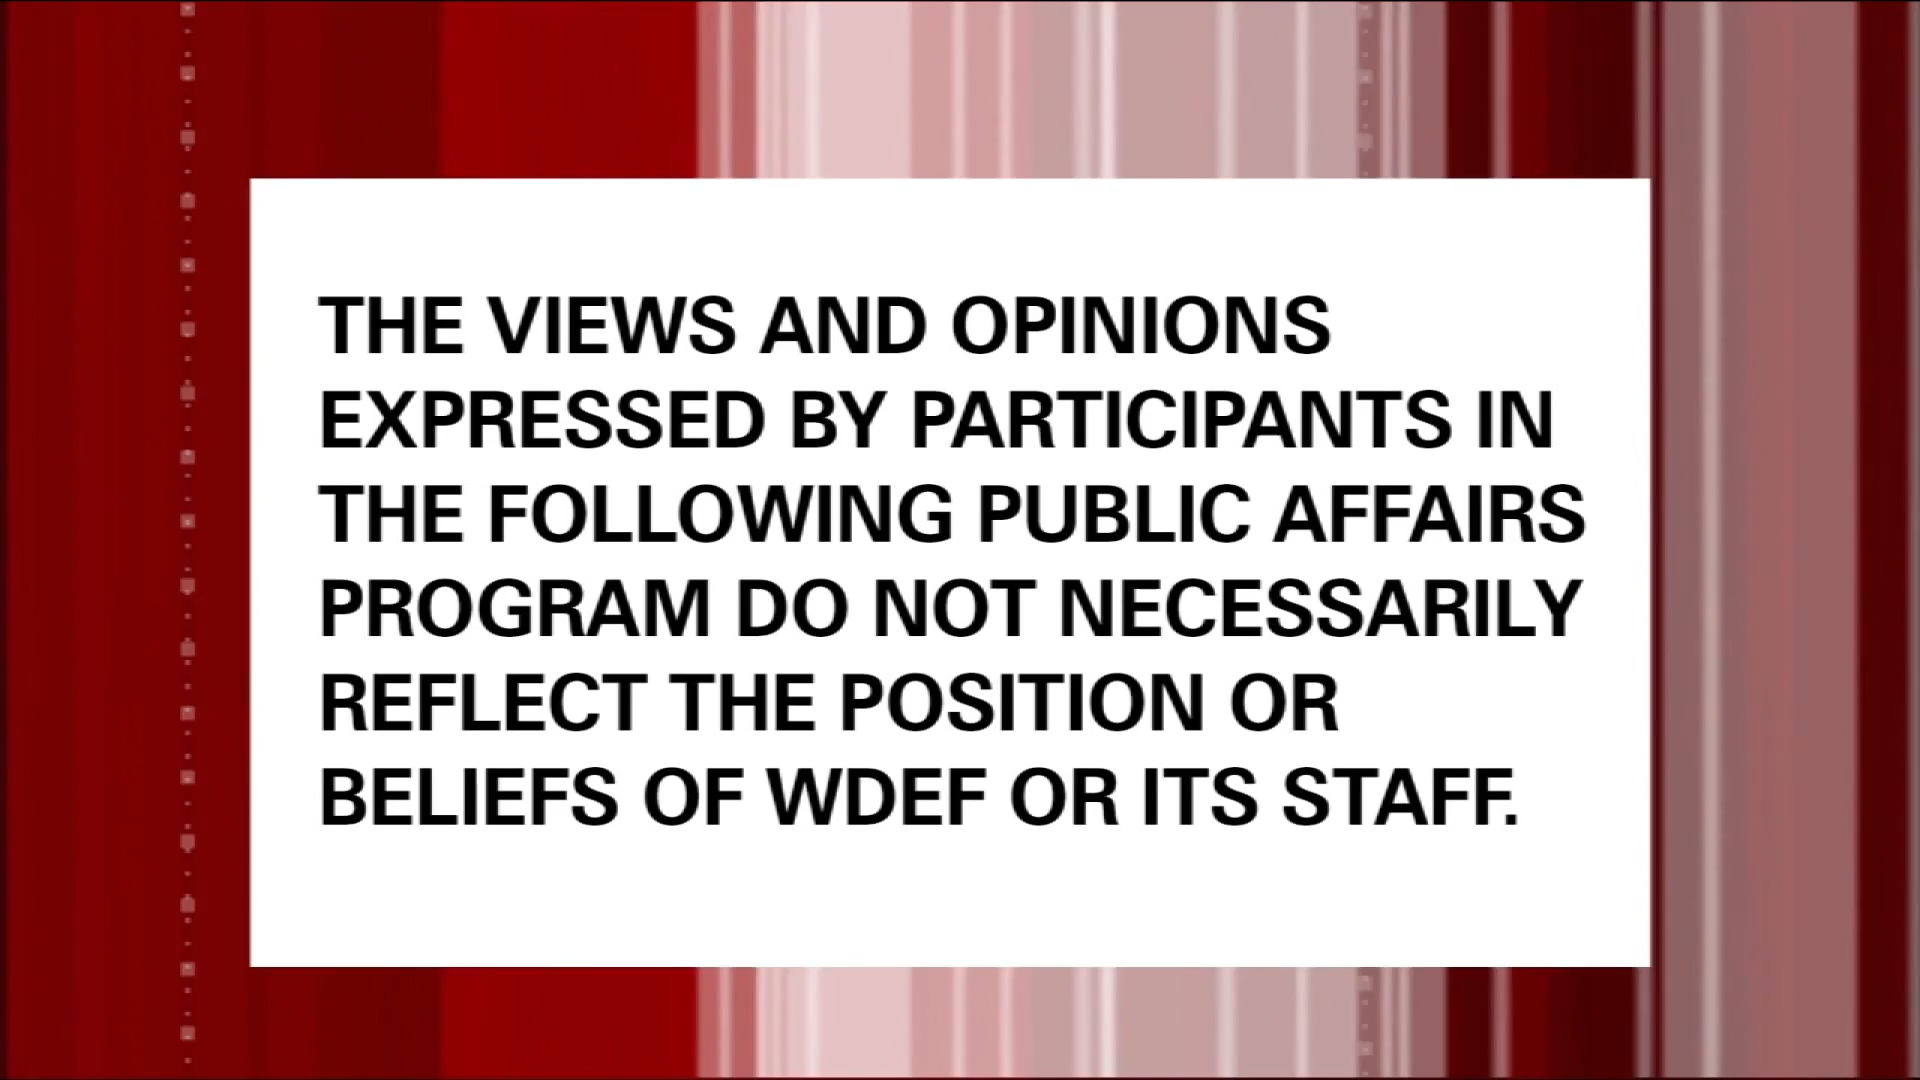 THE VIEWS AND OPINIONS
EXPRESSED BY PARTICIPANTS IN
THE FOLLOWING PUBLIC AFFAIRS
PROGRAM DO NOT NECESSARILY
REFLECT THE POSITION OR
BELIEFS OF WDEF OR ITS STAFF.